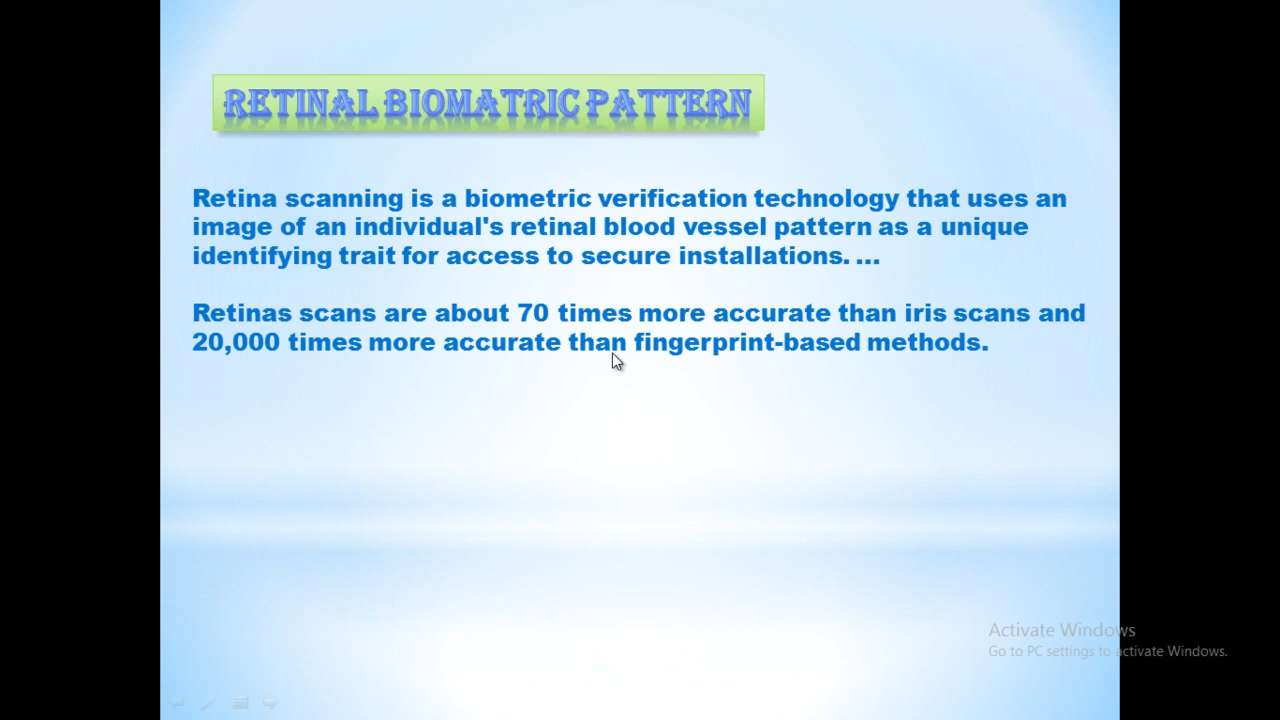 RETINAL BIOMATRIC PATTERN
Retina scanning is a biometric verification technology that uses an
image of an individual's retinal blood vessel pattern as a unique
identifying trait for access to secure installations. ...
Retinas scans are about 70 times more accurate than iris scans and
20,000 times more accurate than fingerprint-based methods.
Activate Windows
Go to PC settings to activate Windows.